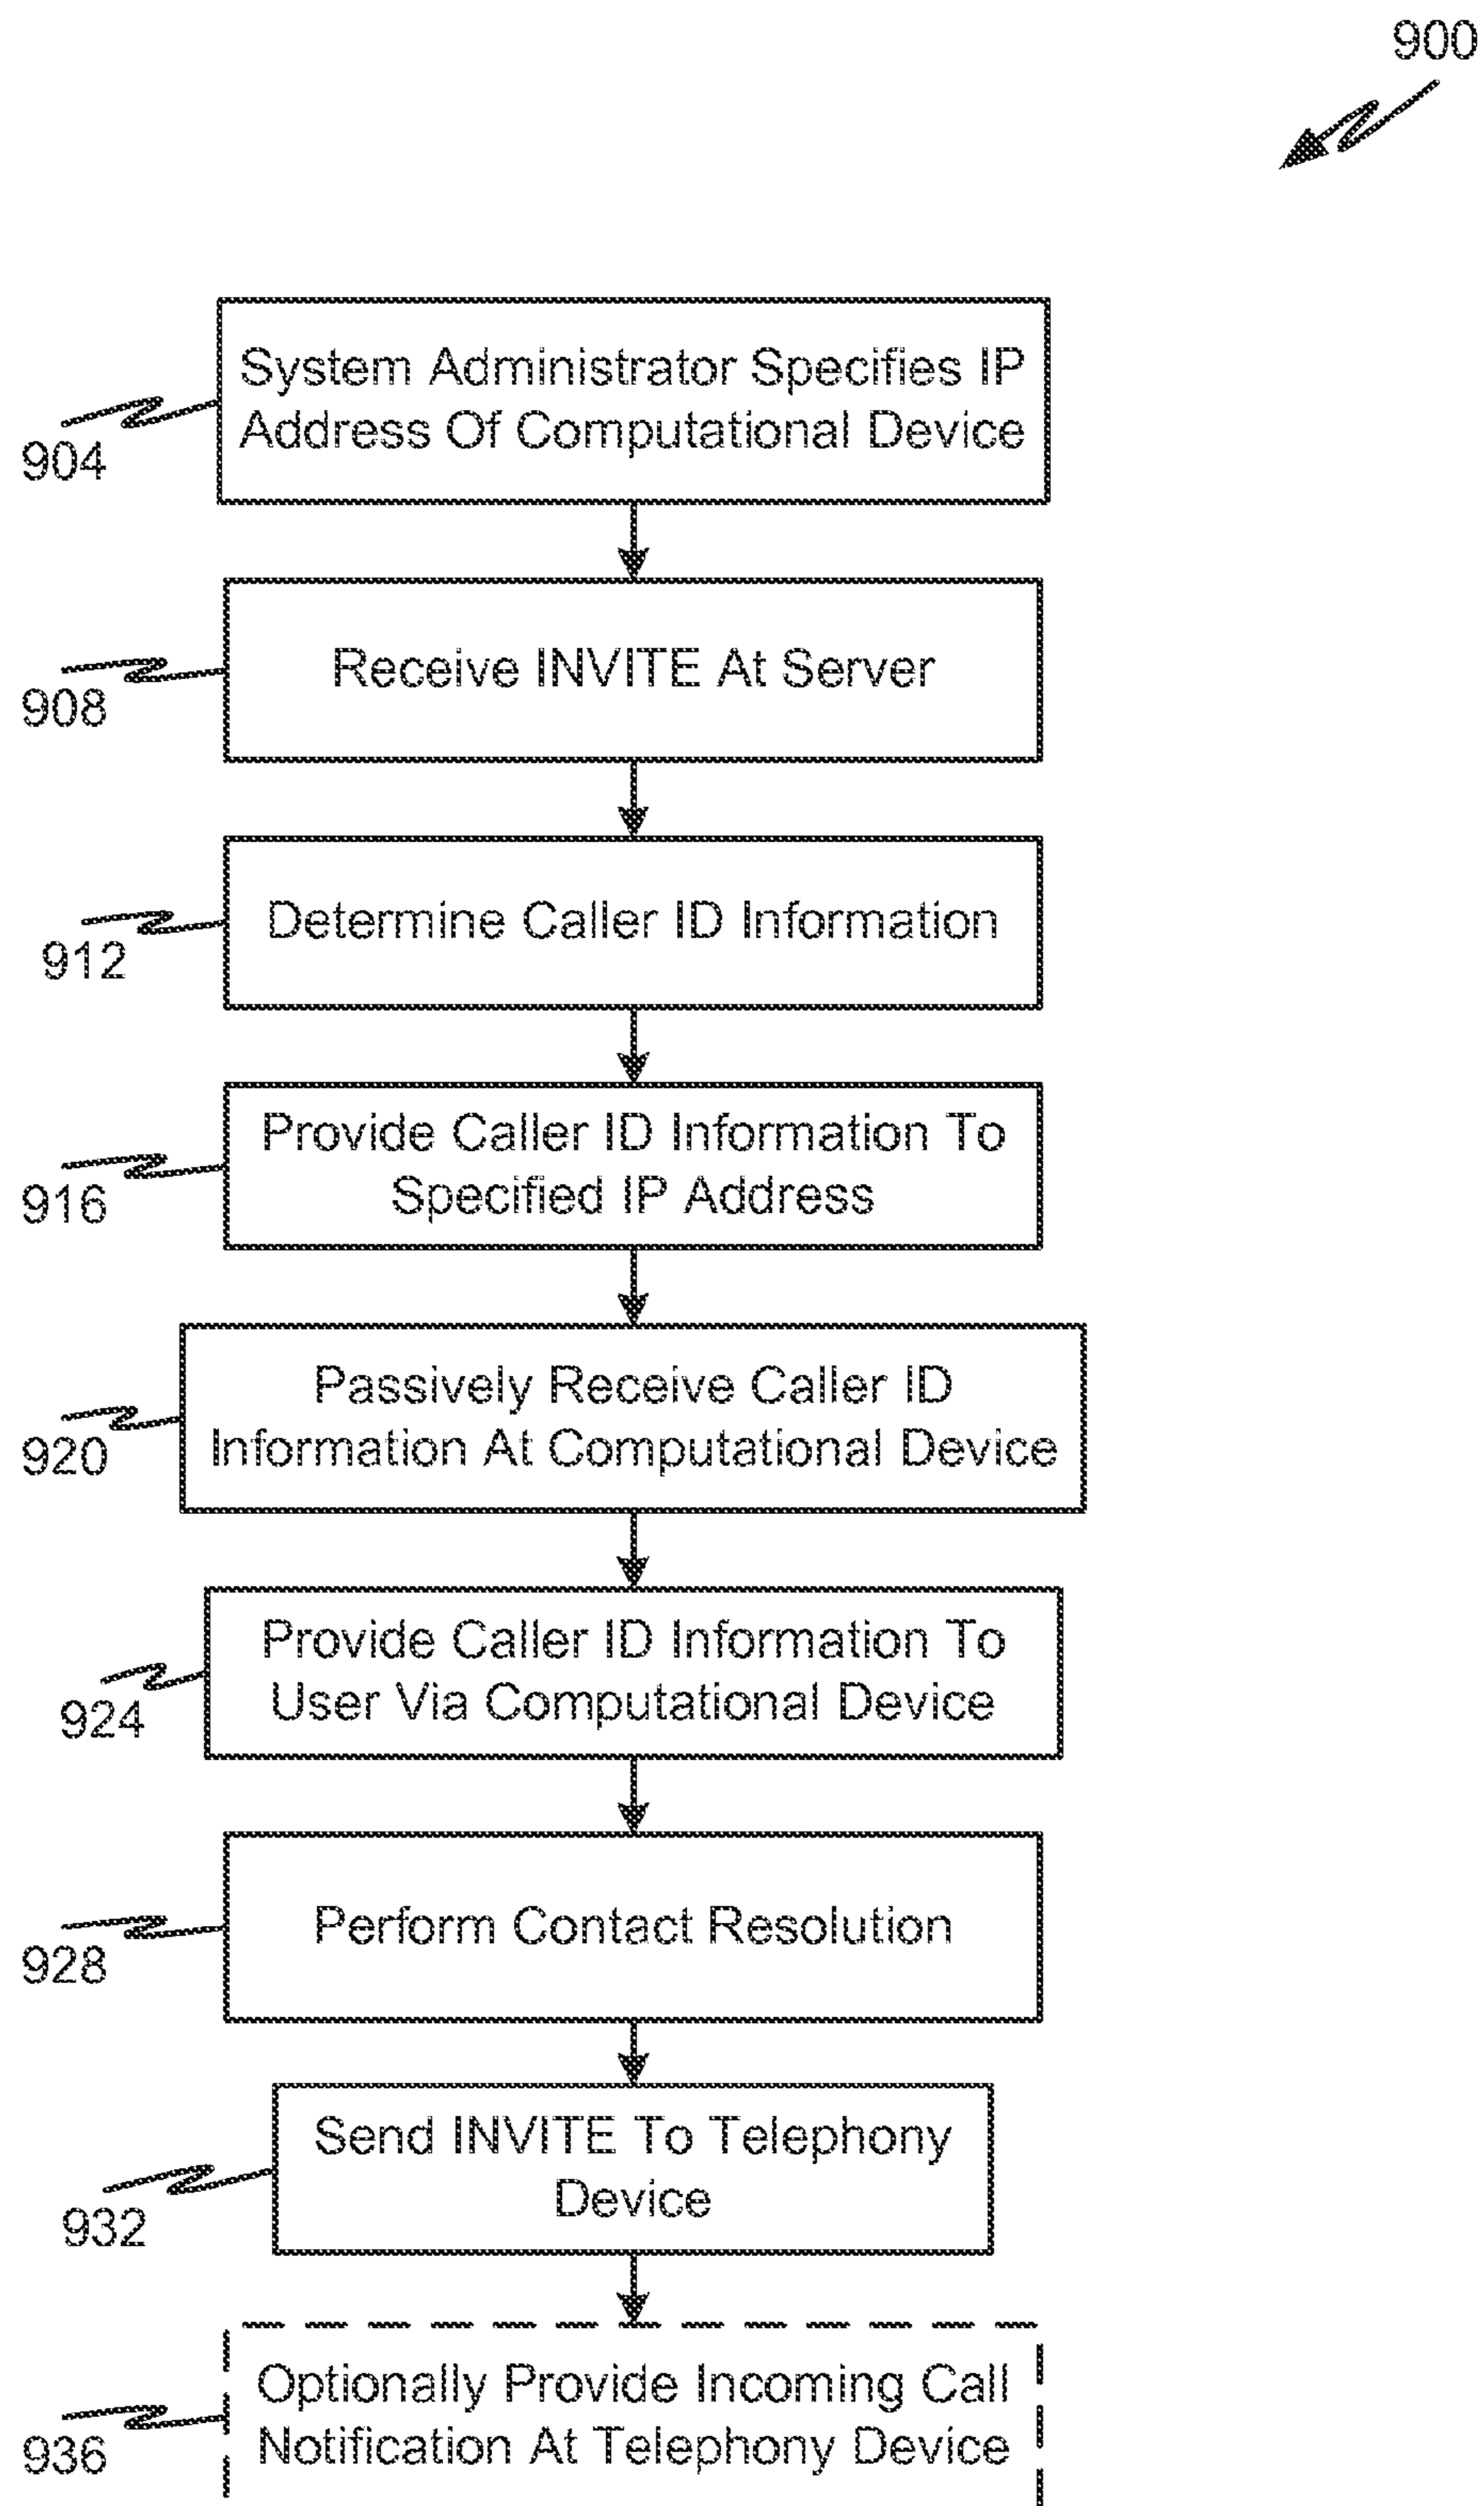 900
System Administrator Specifies IP
Address Of Computational Device
904
Receive INVITE At Server
908
Determine Caller ID Information
912
Provide Caller ID Information To
Specified IP Address
916
Passively Receive Caller ID
Information At Computational Device
920
Provide Caller ID Information To
User Via Computational Device
924
Perform Contact Resolution
928
Send INVITE To Telephony
Device
932
Optionally Provide Incoming Call
Notification At Telephony Device
936